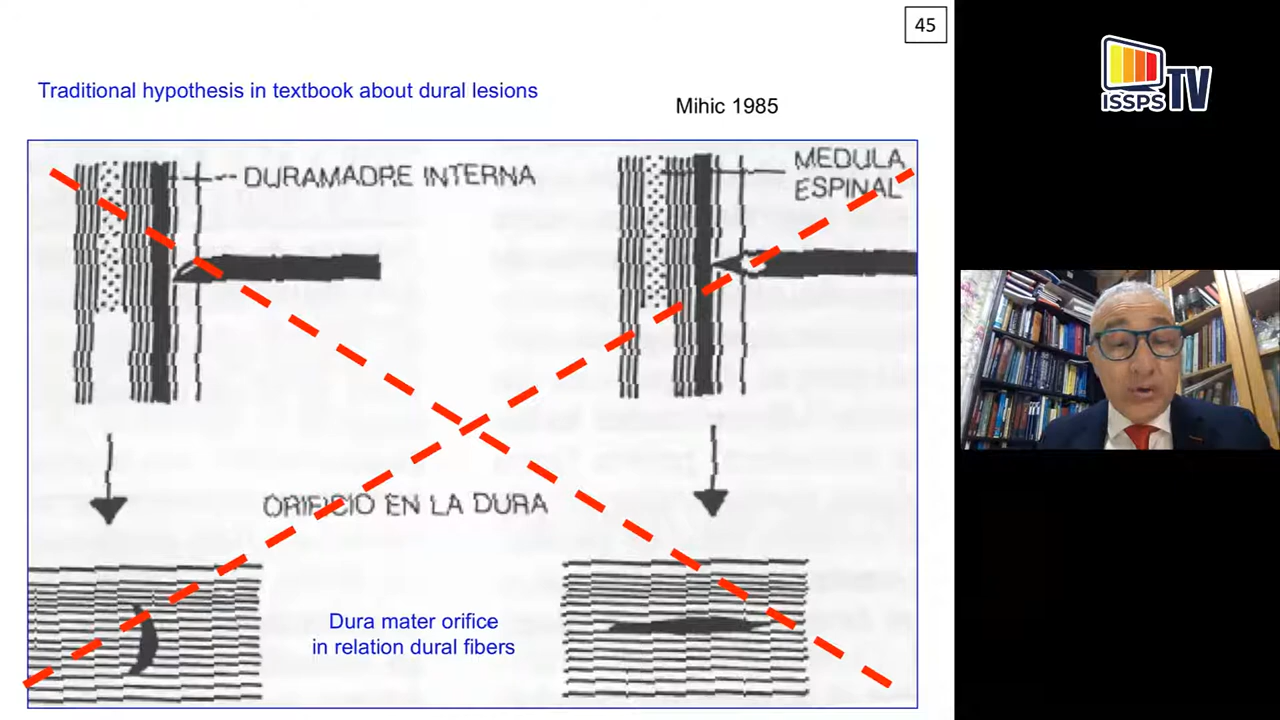 45
ISSPS TV
Traditional hypothesis in textbook about dural lesions
Mihic 1985
DURAMADRE INTERNA
MEDULA
ESPINAL
ORIFICIO EN LA DURA
Dura mater orifice
in relation dural fibers